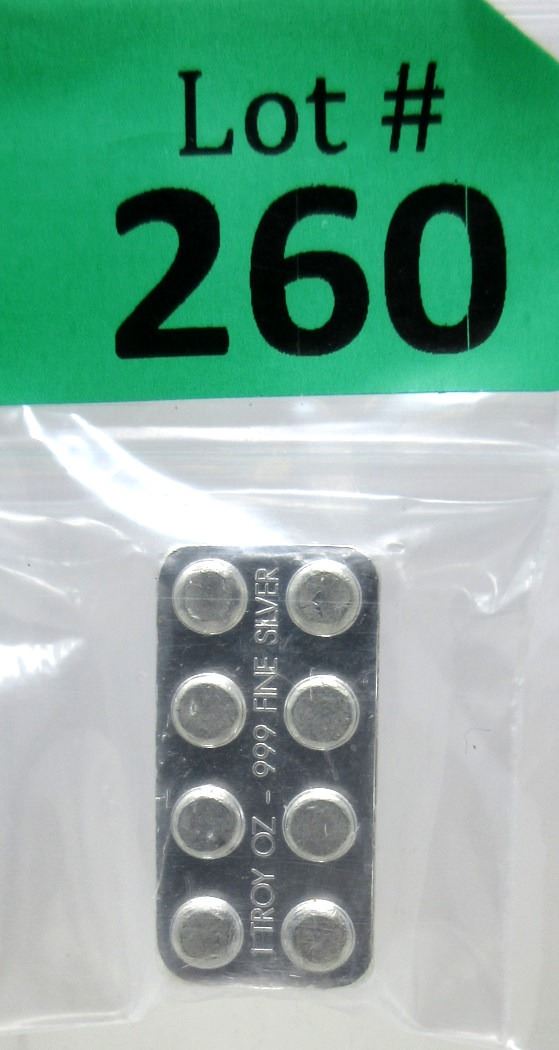 Lot #
260
1 TROY OZ - 999 FINE SILVER